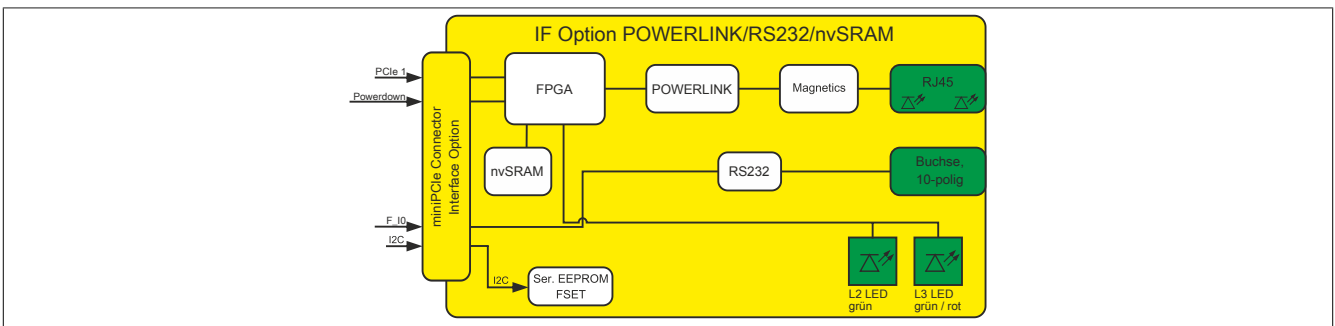 IF Option POWERLINK/RS232/nvSRAM
PCIe 1
Powerdown
miniPCIe Connector
Interface Option
FPGA
POWERLINK
Magnetics
RJ45
nvSRAM
RS232
Buchse,
10-polig
F_I0
I2C
I2C
Ser. EEPROM
FSET
L2 LED
grün
L3 LED
grün / rot